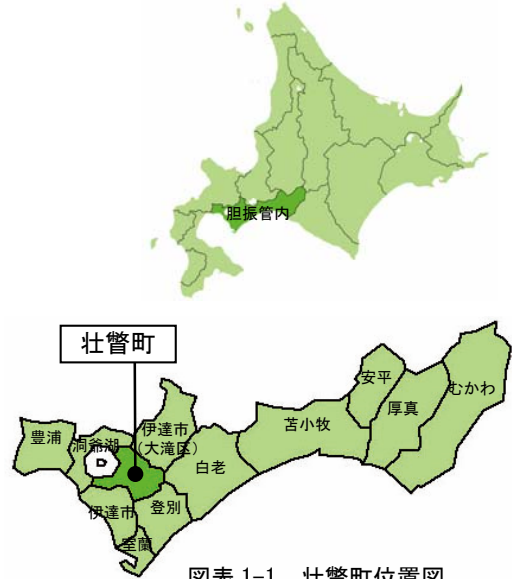 胆振管内
壮瞥町
安平
むかわ
厚真
苫小牧
伊達市
(大滝区)
豊浦
洞爺湖
白老
伊達市
登別
室蘭
図表 1-1 壮瞥町位置図